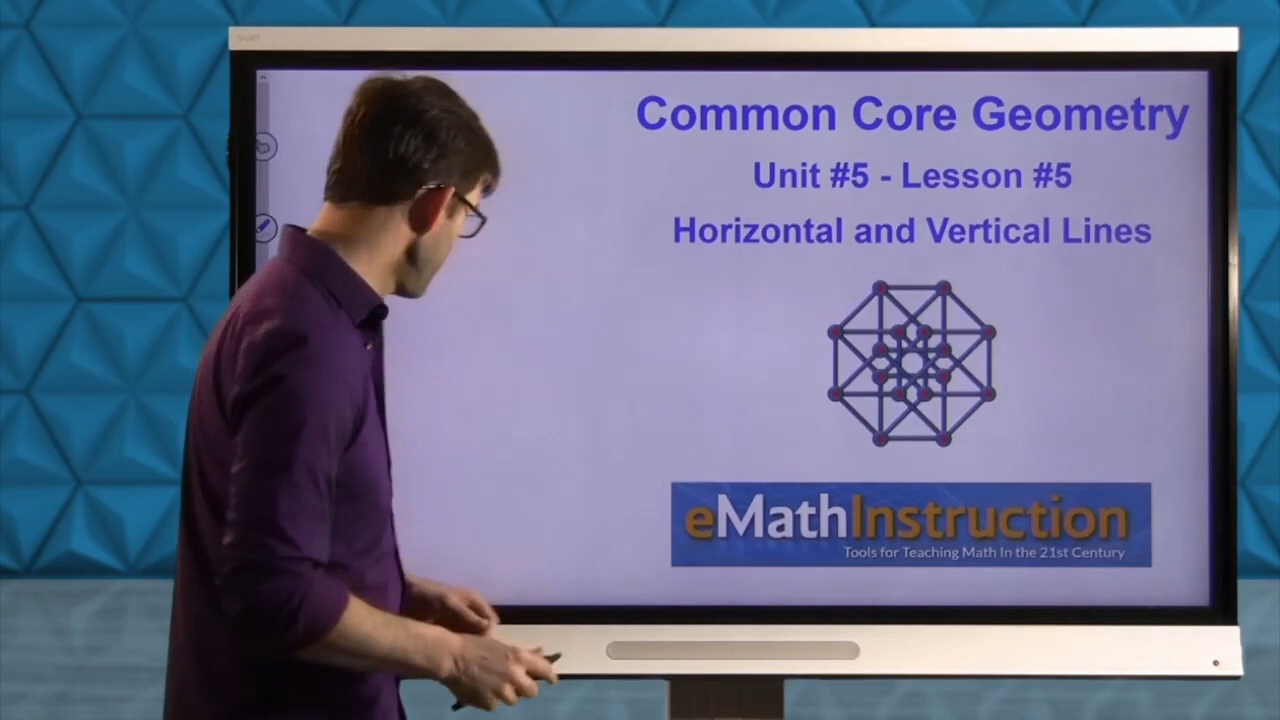 SMART
Common Core Geometry
Unit #5 - Lesson #5
Horizontal and Vertical Lines
eMathInstruction
Tools for Teaching Math In the 21st Century